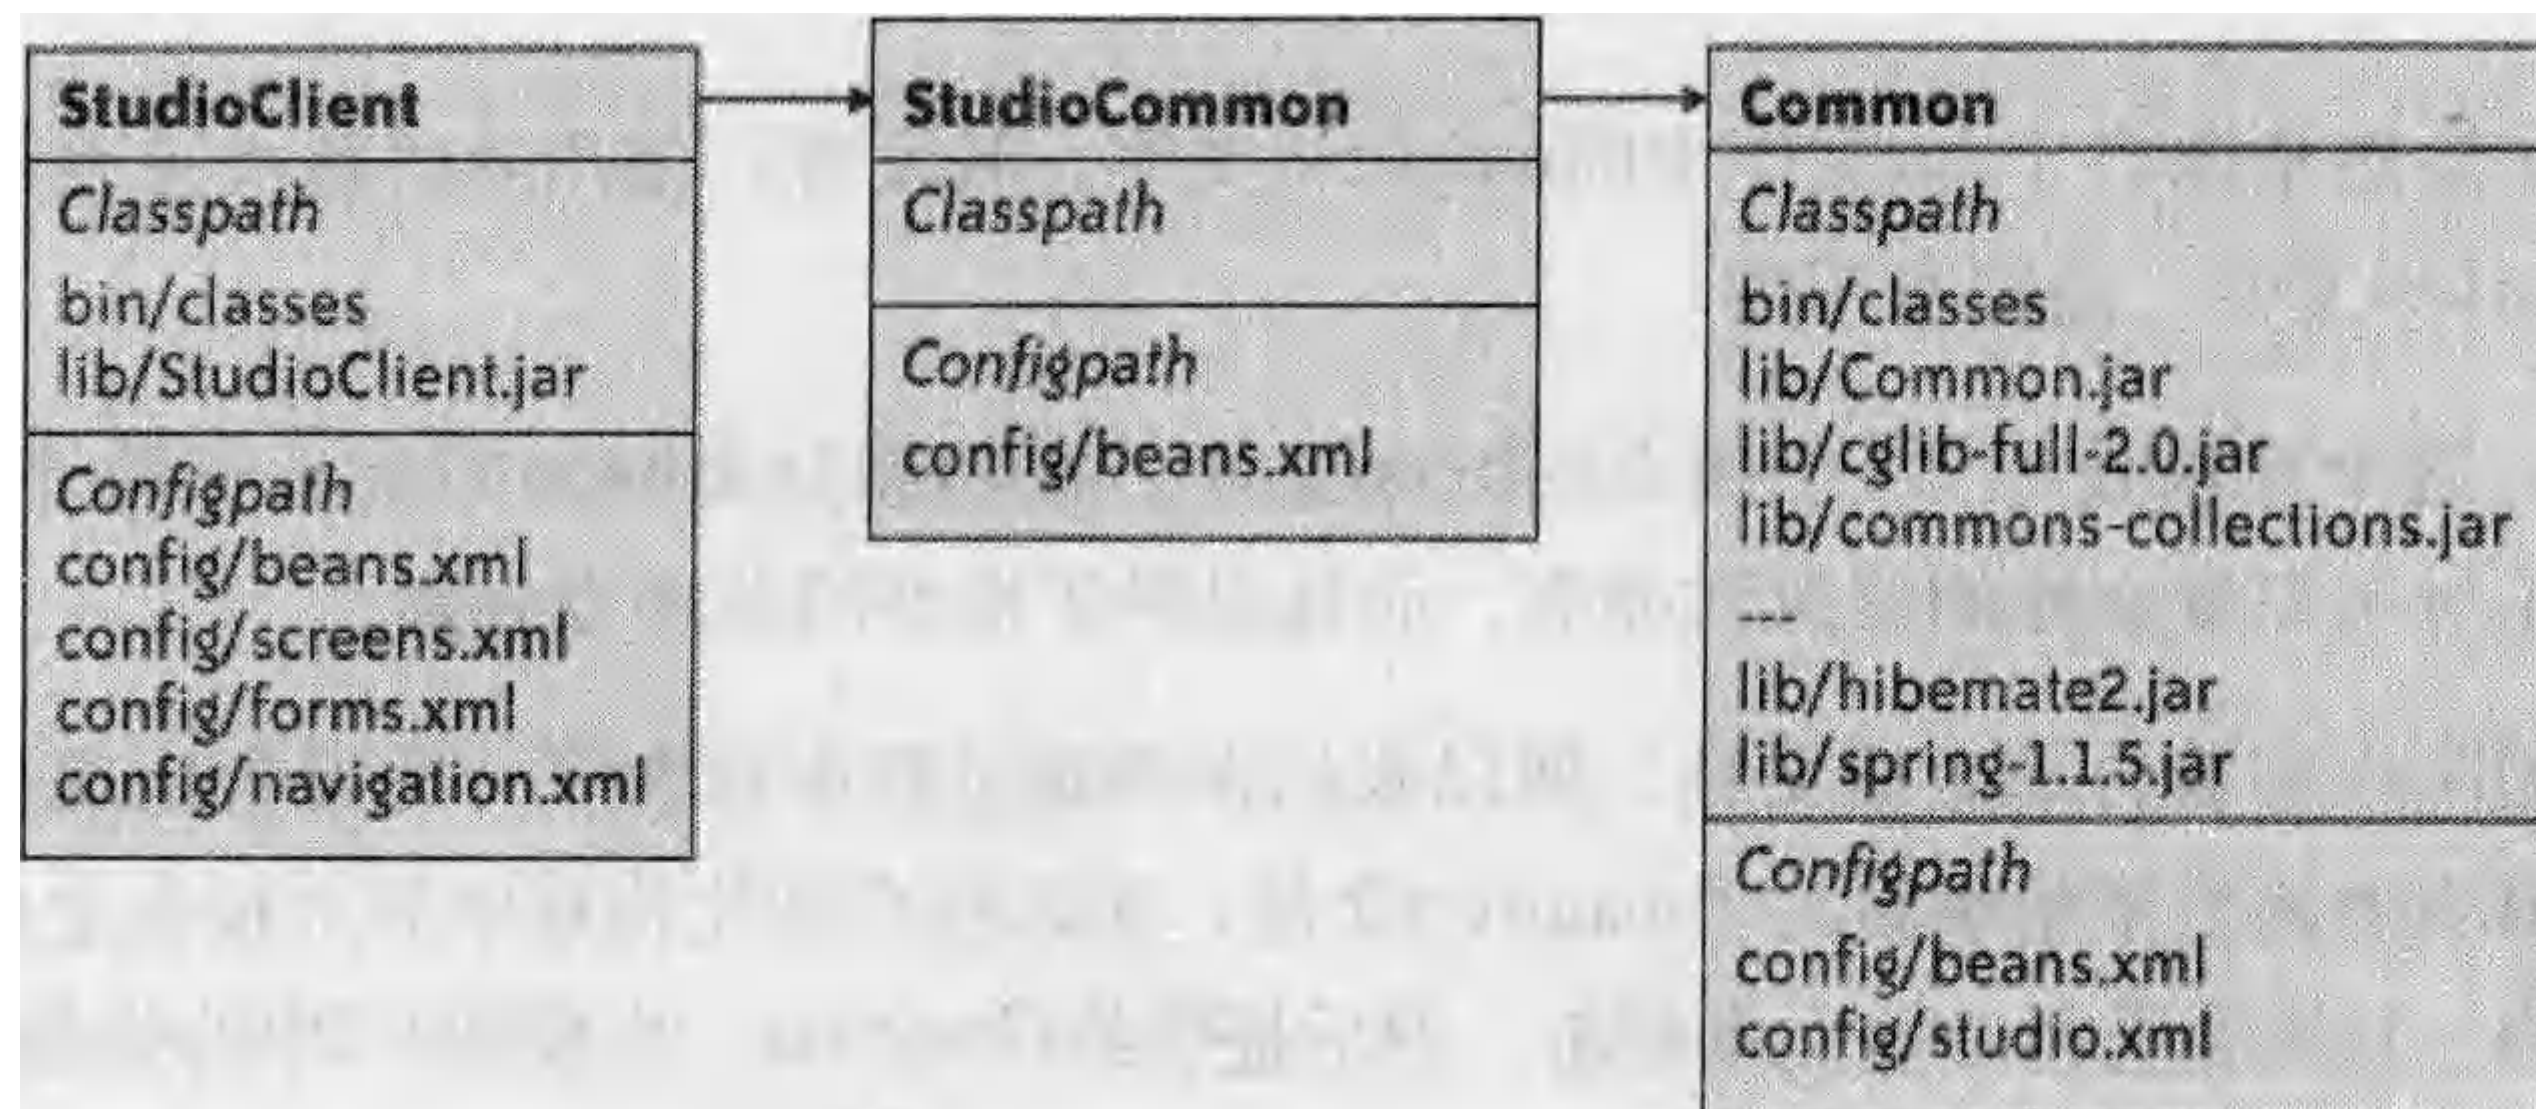 StudioClient
Classpath
bin/classes
lib/StudioClient.jar
Configpath
config/beans.xml
config/screens.xml
config/forms.xml
config/navigation.xml
StudioCommon
Classpath
Configpath
config/beans.xml
Common
Classpath
bin/classes
lib/Common.jar
lib/cglib-full-2.0.jar
lib/commons-collections.jar
---
lib/hibemate2.jar
lib/spring-1.1.5.jar
Configpath
config/beans.xml
config/studio.xml